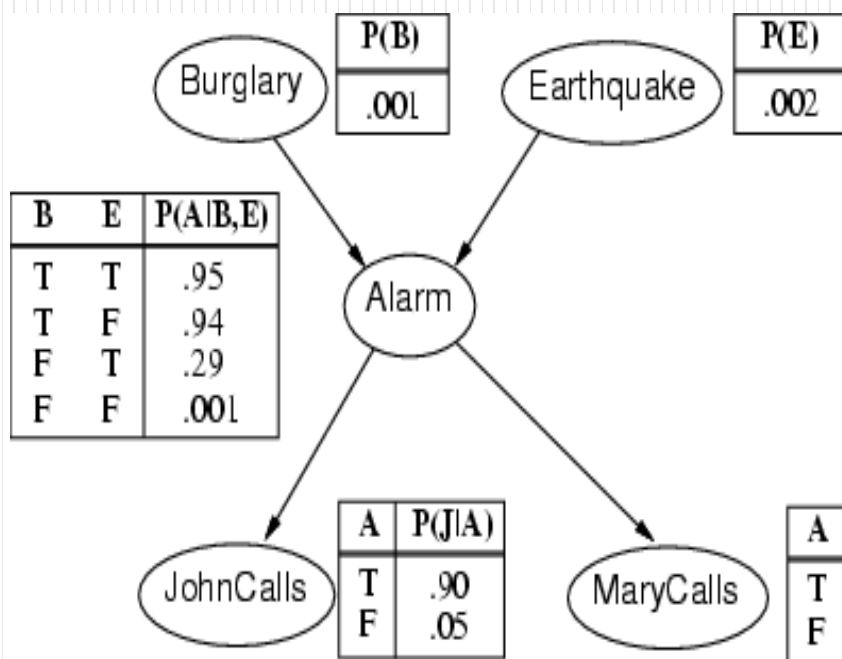 P(B)
.001
Burglary
P(E)
.002
Earthquake
B E P(A|B,E)
T T .95
T F .94
F T .29
F F .001
Alarm
A P(J|A)
T .90
F .05
JohnCalls
MaryCalls
A
T
F